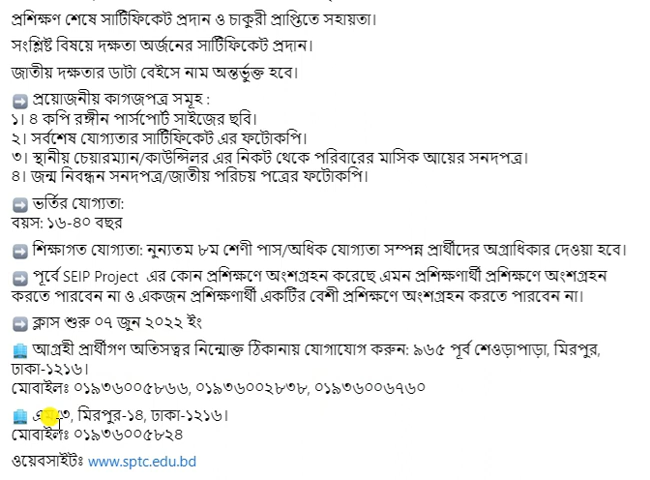 প্রশিক্ষণ শেষে সার্টিফিকেট প্রদান ও চাকুরী প্রাপ্তিতে সহায়তা।
সংশ্লিষ্ট বিষয়ে দক্ষতা অর্জনের সার্টিফিকেট প্রদান।
জাতীয় দক্ষতার ডাটা বেইসে নাম অন্তর্ভুক্ত হবে।
➡ প্রয়োজনীয় কাগজপত্র সমূহ :
১। ৪ কপি রঙ্গীন পার্সপোর্ট সাইজের ছবি।
২। সর্বশেষ যোগ্যতার সার্টিফিকেট এর ফটোকপি।
৩। স্থানীয় চেয়ারম্যান/কাউন্সিলর এর নিকট থেকে পরিবারের মাসিক আয়ের সনদপত্র।
৪। জন্ম নিবন্ধন সনদপত্র/জাতীয় পরিচয় পত্রের ফটোকপি।
➡ ভর্তির যোগ্যতা:
বয়স: ১৬-৪০ বছর
➡ শিক্ষাগত যোগ্যতা: নুন্যতম ৮ম শেণী পাস/অধিক যোগ্যতা সম্পন্ন প্রার্থীদের অগ্রাধিকার দেওয়া হবে।
➡ পূর্বে SEIP Project এর কোন প্রশিক্ষণে অংশগ্রহন করেছে এমন প্রশিক্ষণার্থী প্রশিক্ষণে অংশগ্রহন
করতে পারবেন না ও একজন প্রশিক্ষণার্থী একটির বেশী প্রশিক্ষণে অংশগ্রহন করতে পারবেন না।
➡ ক্লাস শুরু ০৭ জুন ২০২২ ইং
আগ্রহী প্রার্থীগণ অতিসত্বর নিম্মোক্ত ঠিকানায় যোগাযোগ করুন: ৯৬৫ পূর্ব শেওড়াপাড়া, মিরপুর,
ঢাকা-১২১৬।
মোবাইলঃ ০১৯৩৬০০৫৮৬৬, ০১৯৩৬০০২৮৩৮, ০১৯৩৬০০৬৭৬০
মিরপুর-১৪, ঢাকা-১২১৬।
মোবাইলঃ ০১৯৩৬০০৫৮২৪
ওয়েবসাইটঃ www.sptc.edu.bd